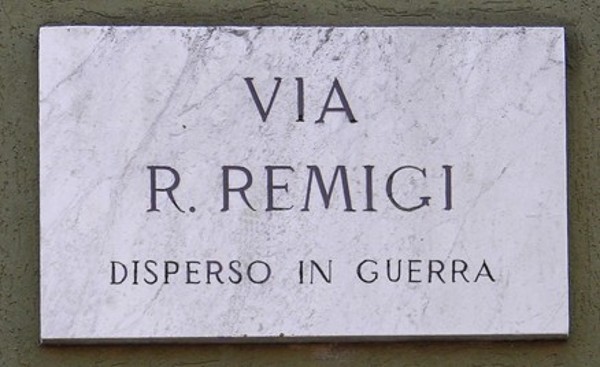 VIA
R. REMIGI
DISPERSO IN GUERRA